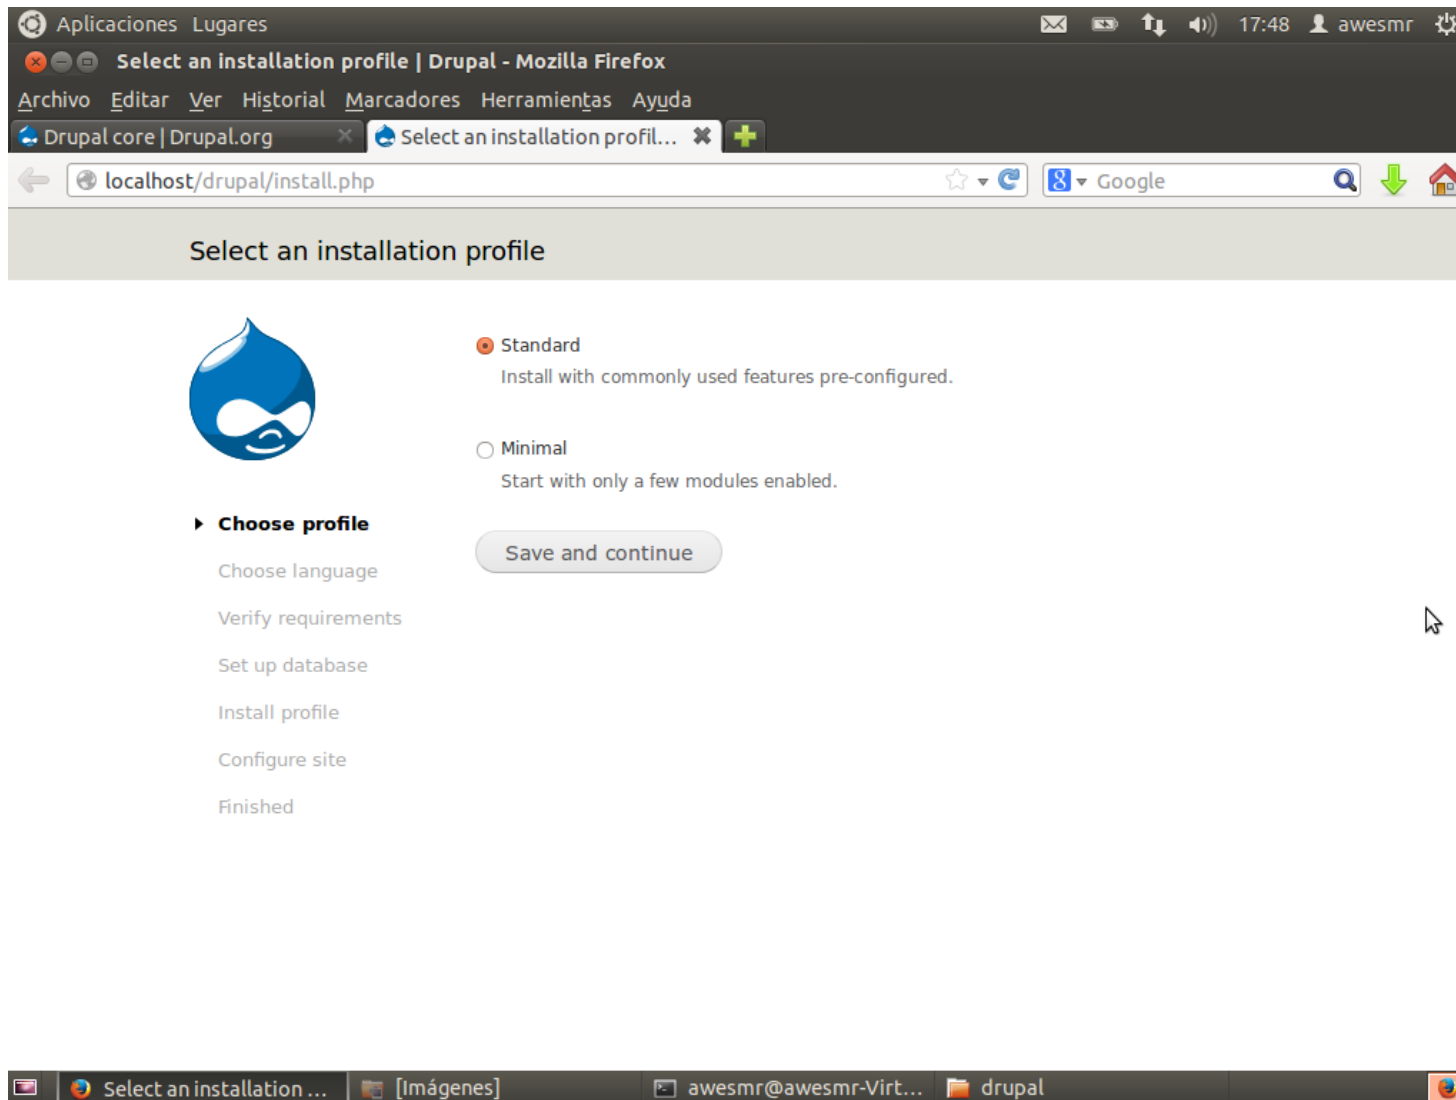 Aplicaciones Lugares 17:48 awesmr
Select an installation profile | Drupal - Mozilla Firefox
Archivo Editar Ver Historial Marcadores Herramientas Ayuda
Drupal core | Drupal.org Select an installation profil...
localhost/drupal/install.php Google
Select an installation profile
Standard
Install with commonly used features pre-configured.
Minimal
Start with only a few modules enabled.
Save and continue
Choose profile
Choose language
Verify requirements
Set up database
Install profile
Configure site
Finished
Select an installation ... [Imágenes] awesmr@awesmr-Virt... drupal